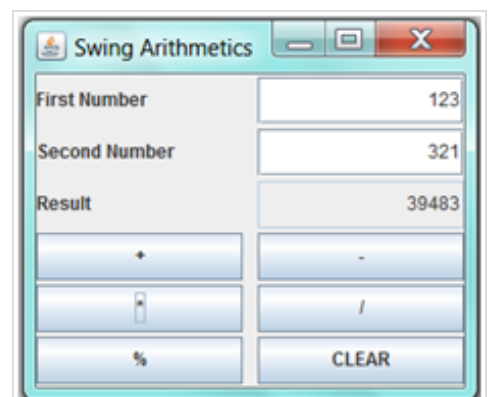 Swing Arithmetics
First Number 123
Second Number 321
Result 39483
+ -
* /
% CLEAR